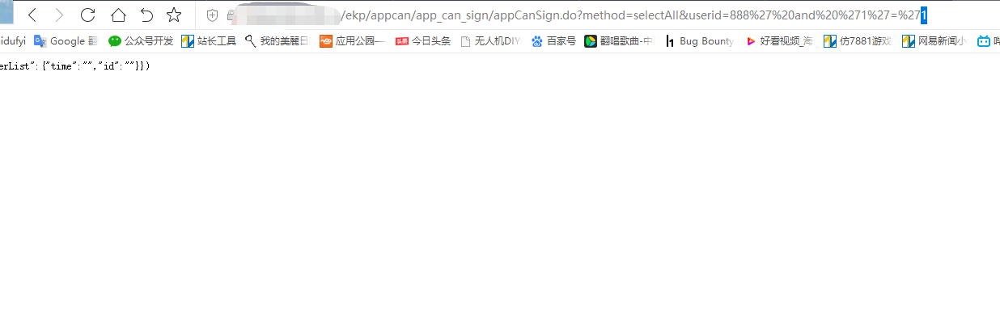 /ekp/appcan/app_can_sign/appCanSign.do?method=selectAll&userid=888%27%20and%20%271%27=%271
idufyi Google 翻 公众号开发 站长工具 我的美麗日 应用公园— 今日头条 无人机DIY 百家号 翻唱歌曲-中 Bug Bounty 好看视频_海 仿7881游戏 网易新闻小
erList":{"time":"","id":""}})